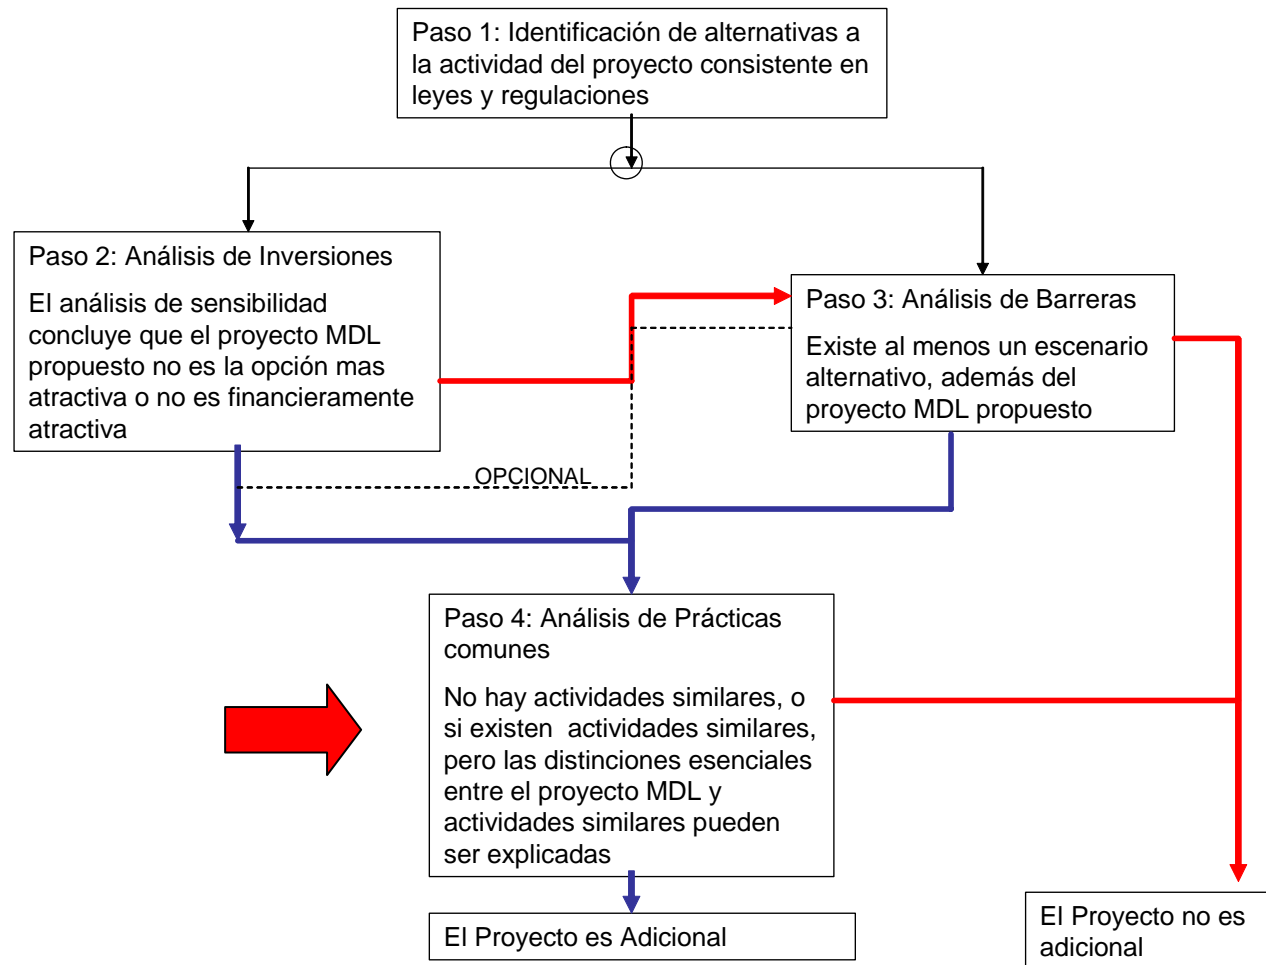 Paso 1: Identificación de alternativas a
la actividad del proyecto consistente en
leyes y regulaciones
Paso 2: Análisis de Inversiones
El análisis de sensibilidad
concluye que el proyecto MDL
propuesto no es la opción mas
atractiva o no es financieramente
atractiva
Paso 3: Análisis de Barreras
Existe al menos un escenario
alternativo, además del
proyecto MDL propuesto
OPCIONAL
Paso 4: Análisis de Prácticas
comunes
No hay actividades similares, o
si existen  actividades similares,
pero las distinciones esenciales
entre el proyecto MDL y
actividades similares pueden
ser explicadas
El Proyecto es Adicional
El Proyecto no es
adicional